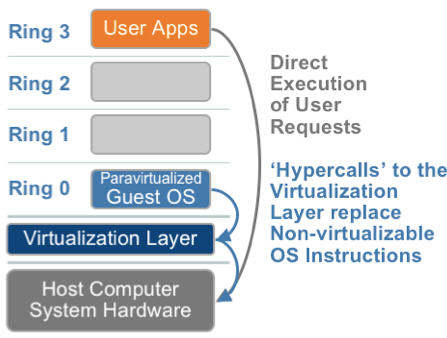 Ring 3
User Apps
Ring 2
Ring 1
Ring 0
Paravirtualized
Guest OS
Virtualization Layer
Host Computer
System Hardware
Direct
Execution
of User
Requests
‘Hypercalls’ to the
Virtualization
Layer replace
Non-virtualizable
OS Instructions